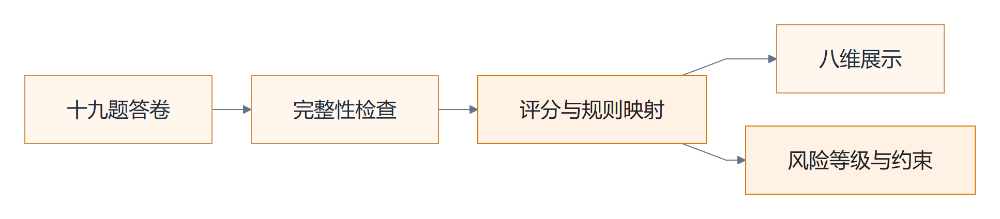 十九题答卷
完整性检查
评分与规则映射
八维展示
风险等级与约束